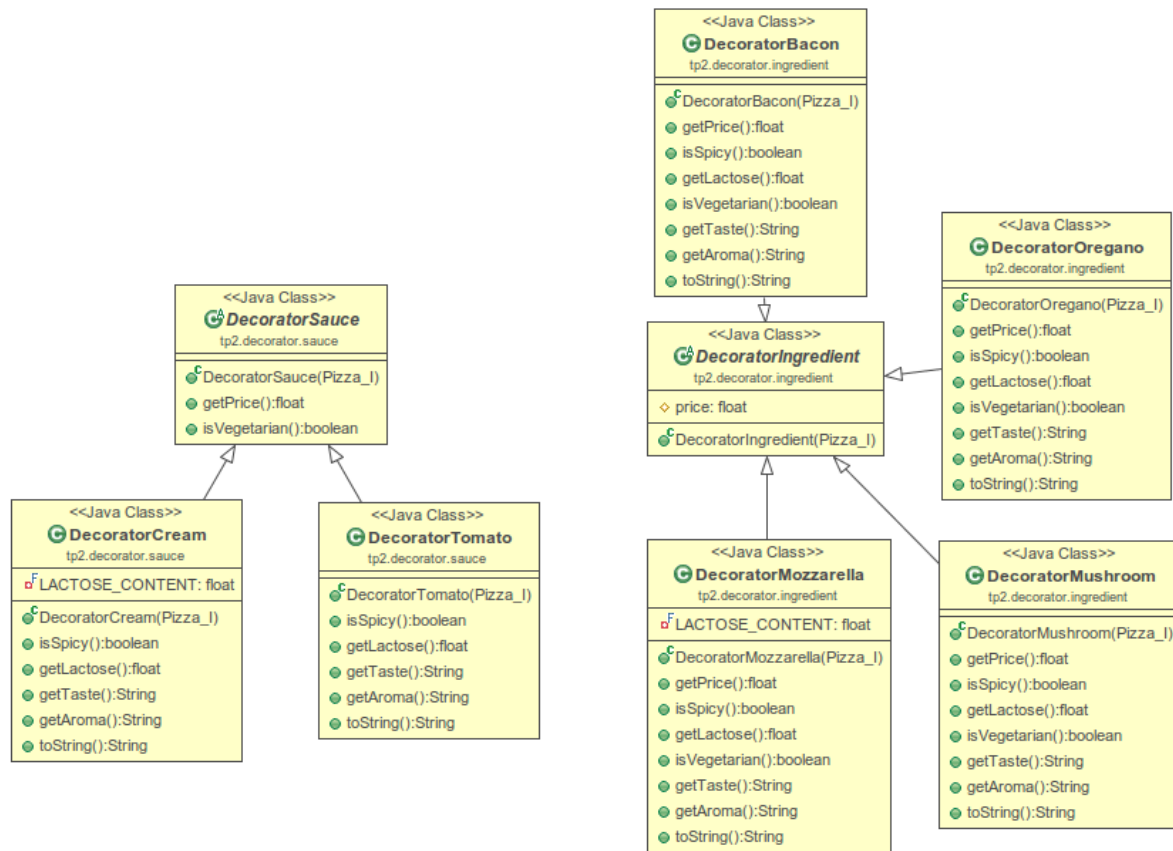 <<Java Class>>
DecoratorBacon
tp2.decorator.ingredient
DecoratorBacon(Pizza_I)
getPrice():float
isSpicy():boolean
getLactose():float
isVegetarian():boolean
getTaste():String
getAroma():String
toString():String
<<Java Class>>
DecoratorOregano
tp2.decorator.ingredient
DecoratorOregano(Pizza_I)
getPrice():float
isSpicy():boolean
getLactose():float
isVegetarian():boolean
getTaste():String
getAroma():String
toString():String
<<Java Class>>
DecoratorSauce
tp2.decorator.sauce
DecoratorSauce(Pizza_I)
getPrice():float
isVegetarian():boolean
<<Java Class>>
DecoratorIngredient
tp2.decorator.ingredient
price: float
DecoratorIngredient(Pizza_I)
<<Java Class>>
DecoratorCream
tp2.decorator.sauce
LACTOSE_CONTENT: float
DecoratorCream(Pizza_I)
isSpicy():boolean
getLactose():float
getTaste():String
getAroma():String
toString():String
<<Java Class>>
DecoratorTomato
tp2.decorator.sauce
DecoratorTomato(Pizza_I)
isSpicy():boolean
getLactose():float
getTaste():String
getAroma():String
toString():String
<<Java Class>>
DecoratorMozzarella
tp2.decorator.ingredient
LACTOSE_CONTENT: float
DecoratorMozzarella(Pizza_I)
getPrice():float
isSpicy():boolean
getLactose():float
isVegetarian():boolean
getTaste():String
getAroma():String
toString():String
<<Java Class>>
DecoratorMushroom
tp2.decorator.ingredient
DecoratorMushroom(Pizza_I)
getPrice():float
isSpicy():boolean
getLactose():float
isVegetarian():boolean
getTaste():String
getAroma():String
toString():String